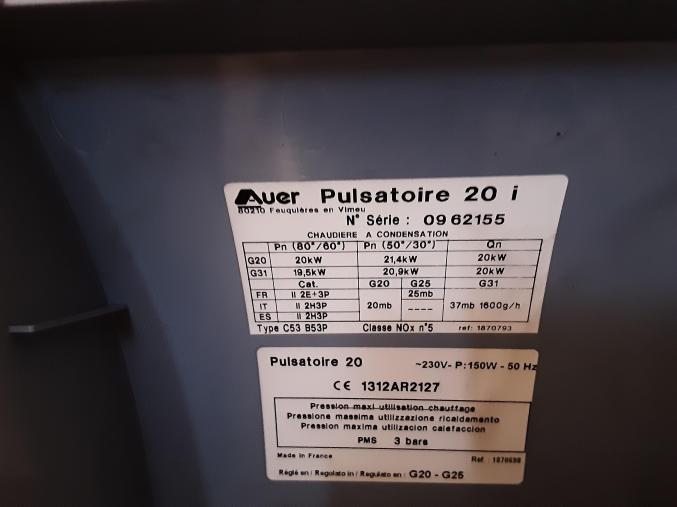 Auer Pulsatoire 20 i
80210 Feuquières en Vimeu
N° Série : 09 62155
CHAUDIERE A CONDENSATION
Pn (80°/60°) Pn (50°/30°) Qn
G20 20kW 21,4kW 20kW
G31 19,5kW 20,9kW 20kW
Cat. G20 G25 G31
FR II 2E+3P 20mb 25mb 37mb 1600g/h
IT II 2H3P ----
ES II 2H3P
Type C53 B53P Classe NOx n°5 ref: 1870793
Pulsatoire 20 ~230V- P:150W - 50 Hz
CE 1312AR2127
Pression maxi utilisation chauffage
Pressione massima utilizzazione ricaldamento
Pression maxima utilizacion calefaccion
PMS 3 bars
Made in France Ref : 1870698
Réglé en / Regulato in / Regulato en : G20 - G25